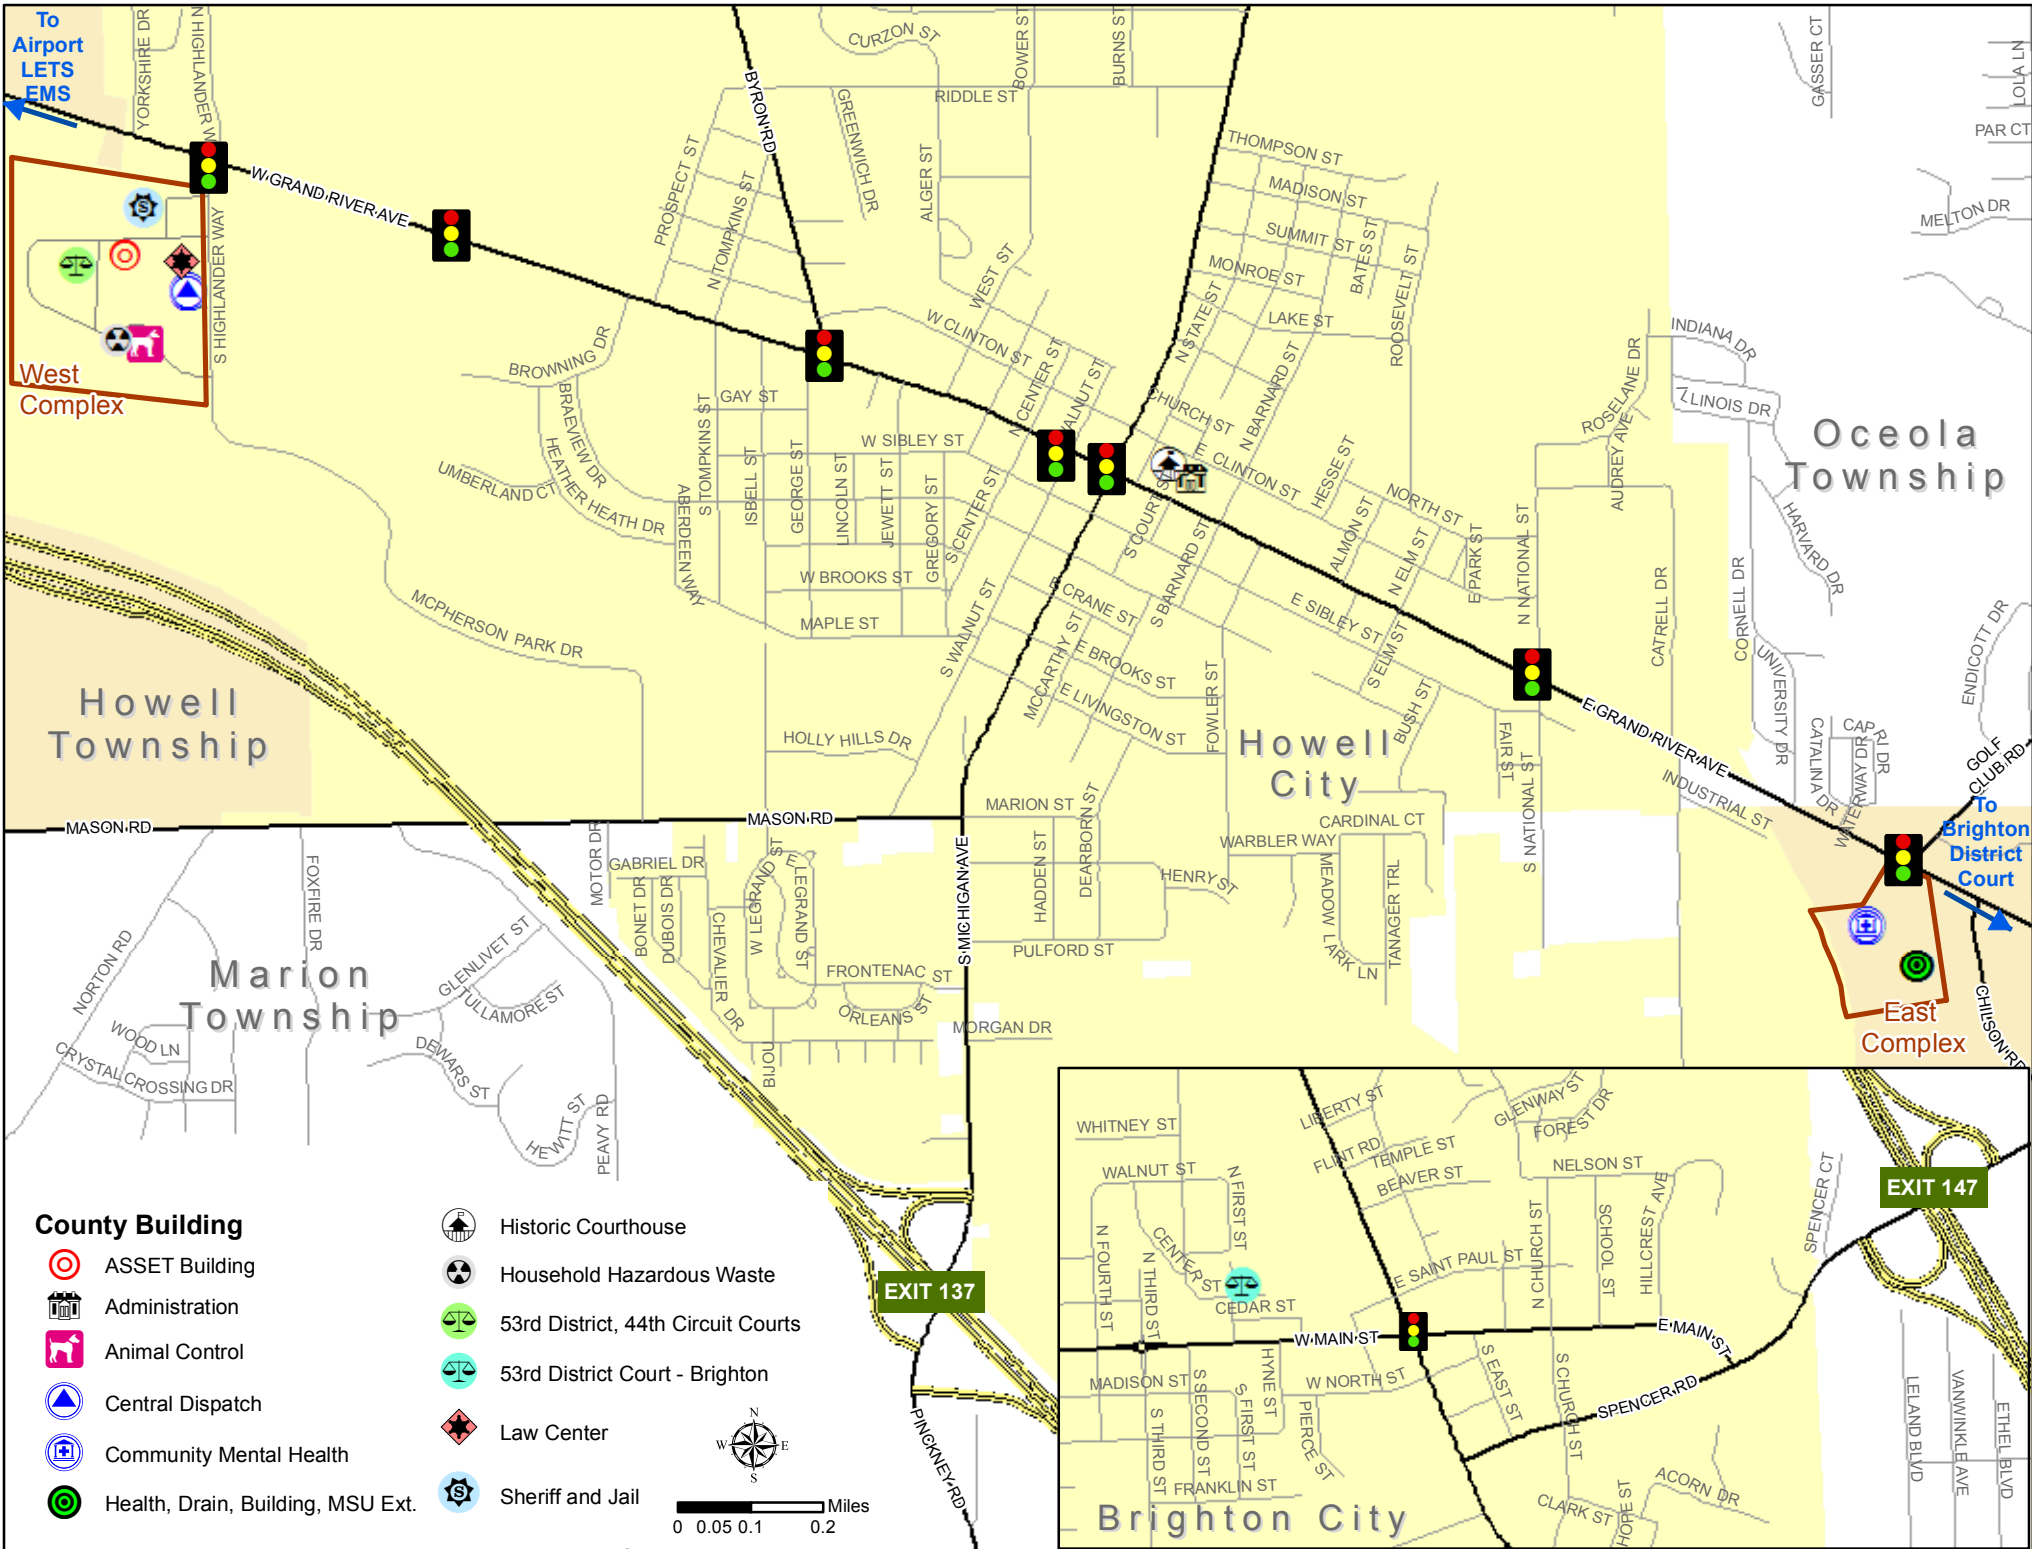 To
Airport
LETS
EMS
YORKSHIRE DR
N HIGHLANDER W
W GRAND RIVER AVE
S HIGHLANDER WAY
West
Complex
BYRON RD
CURZON ST
BOWER ST
BURNS ST
RIDDLE ST
GREENWICH DR
ALGER ST
PROSPECT ST
N TOMPKINS ST
WEST ST
W CLINTON ST
N CENTER ST
WALNUT ST
THOMPSON ST
MADISON ST
SUMMIT ST
BATES ST
MONROE ST
ROOSEVELT ST
LAKE ST
N STATE ST
N BARNARD ST
CHURCH ST
E CLINTON ST
HESSE ST
NORTH ST
ALMON ST
N ELM ST
E PARK ST
N NATIONAL ST
GASSER CT
LOLA LN
PAR CT
MELTON DR
INDIANA DR
LLINOIS DR
ROSELANE DR
AUDREY AVE
Oceola
Township
HARVARD DR
CATRELL DR
CORNELL DR
UNIVERSITY DR
ENDICOTT DR
CATALINA DR
CAPRI DR
WATERWAY DR
GOLF
CLUB RD
BROWNING DR
BRAEVIEW DR
HEATHER HEATH DR
UMBERLAND CT
GAY ST
W SIBLEY ST
S TOMPKINS ST
ISBELL ST
GEORGE ST
LINCOLN ST
JEWETT ST
GREGORY ST
S CENTER ST
ABERDEEN WAY
W BROOKS ST
MAPLE ST
S WALNUT ST
MCPHERSON PARK DR
S COURT ST
S BARNARD ST
E CRANE ST
MCCARTHY ST
E BROOKS ST
E LIVINGSTON ST
FOWLER ST
E SIBLEY ST
S ELM ST
BUSH ST
FAIR ST
S NATIONAL ST
E GRAND RIVER AVE
INDUSTRIAL ST
Howell
Township
Howell
City
HOLLY HILLS DR
MASON RD
MASON RD
MARION ST
S MICHIGAN AVE
HADDEN ST
DEARBORN ST
HENRY ST
PULFORD ST
WARBLER WAY
CARDINAL CT
MEADOW LARK LN
TANAGER TRL
To
Brighton
District
Court
East
Complex
CHILSON RD
Marion
Township
NORTON RD
FOXFIRE DR
GLENLIVET ST
TULLAMORE ST
WOOD LN
CRYSTAL CROSSING DR
DEWARS ST
HEWITT ST
PEAVY RD
MOTOR DR
GABRIEL DR
BONET DR
DUBOIS DR
CHEVALIER DR
W LEGRAND ST
E LEGRAND ST
FRONTENAC ST
ORLEANS ST
BIJOU
MORGAN DR
EXIT 137
PINCKNEY RD
County Building
ASSET Building
Administration
Animal Control
Central Dispatch
Community Mental Health
Health, Drain, Building, MSU Ext.
Historic Courthouse
Household Hazardous Waste
53rd District, 44th Circuit Courts
53rd District Court - Brighton
Law Center
S
Sheriff and Jail
N
W E
S
Miles
0 0.05 0.1 0.2
WHITNEY ST
WALNUT ST
N FIRST ST
CENTER ST
N FOURTH ST
N THIRD ST
CEDAR ST
W MAIN ST
MADISON ST
S THIRD ST
S SECOND ST
S FIRST ST
HYNE ST
W NORTH ST
PIERCE ST
FRANKLIN ST
LIBERTY ST
FLINT RD
TEMPLE ST
BEAVER ST
GLENWAY ST
FOREST DR
NELSON ST
N CHURCH ST
SCHOOL ST
HILLCREST AVE
E SAINT PAUL ST
E MAIN ST
S EAST ST
S CHURCH ST
SPENCER RD
SPENCER CT
EXIT 147
CLARK ST
HOPE ST
ACORN DR
LELAND BLVD
VANWINKLE AVE
ETHEL BLVD
Brighton City